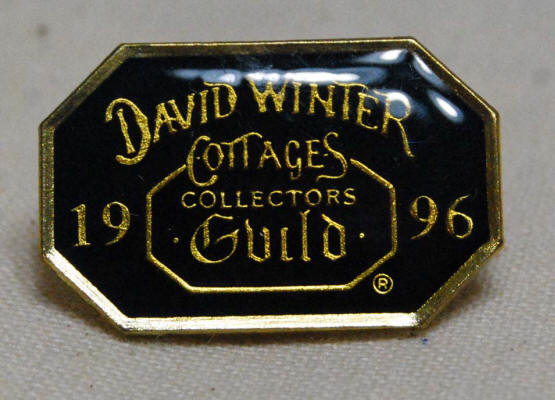 DAVID WINTER
COTTAGES
COLLECTORS
19 · Guild · 96
®